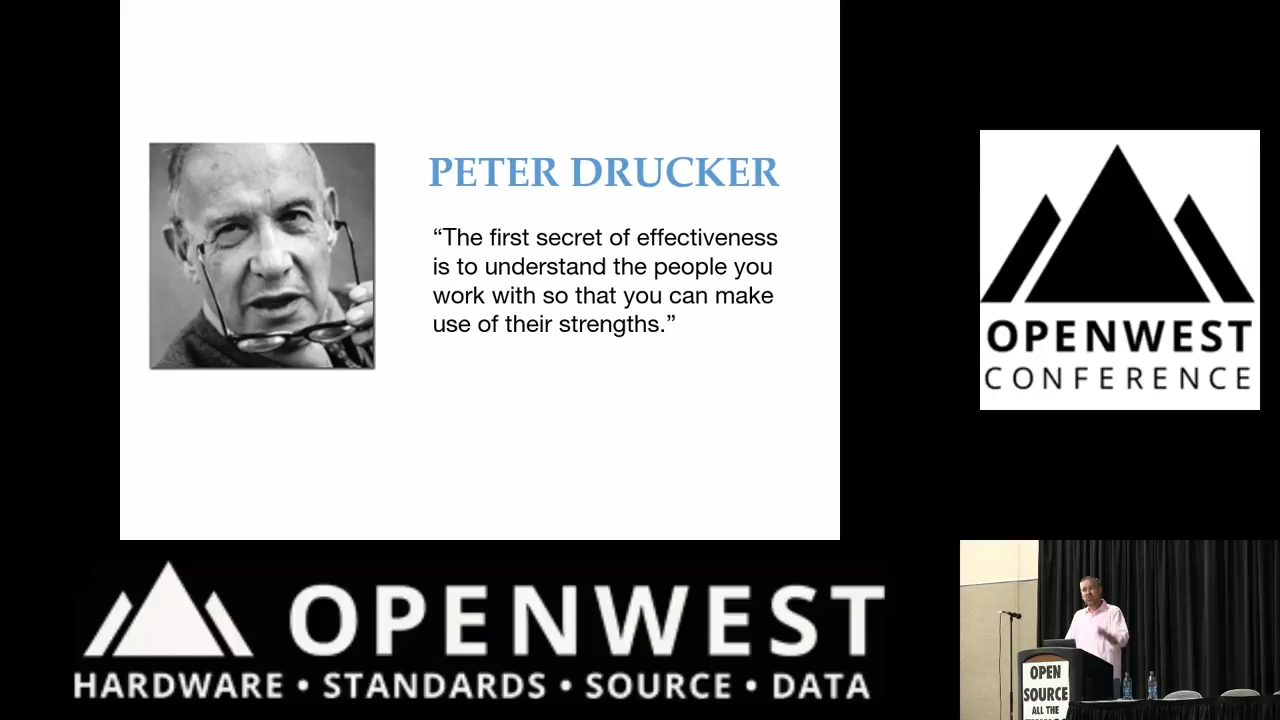 PETER DRUCKER
“The first secret of effectiveness
is to understand the people you
work with so that you can make
use of their strengths.”
OPENWEST
CONFERENCE
OPENWEST
HARDWARE • STANDARDS • SOURCE • DATA
OPEN
SOURCE
ALL THE